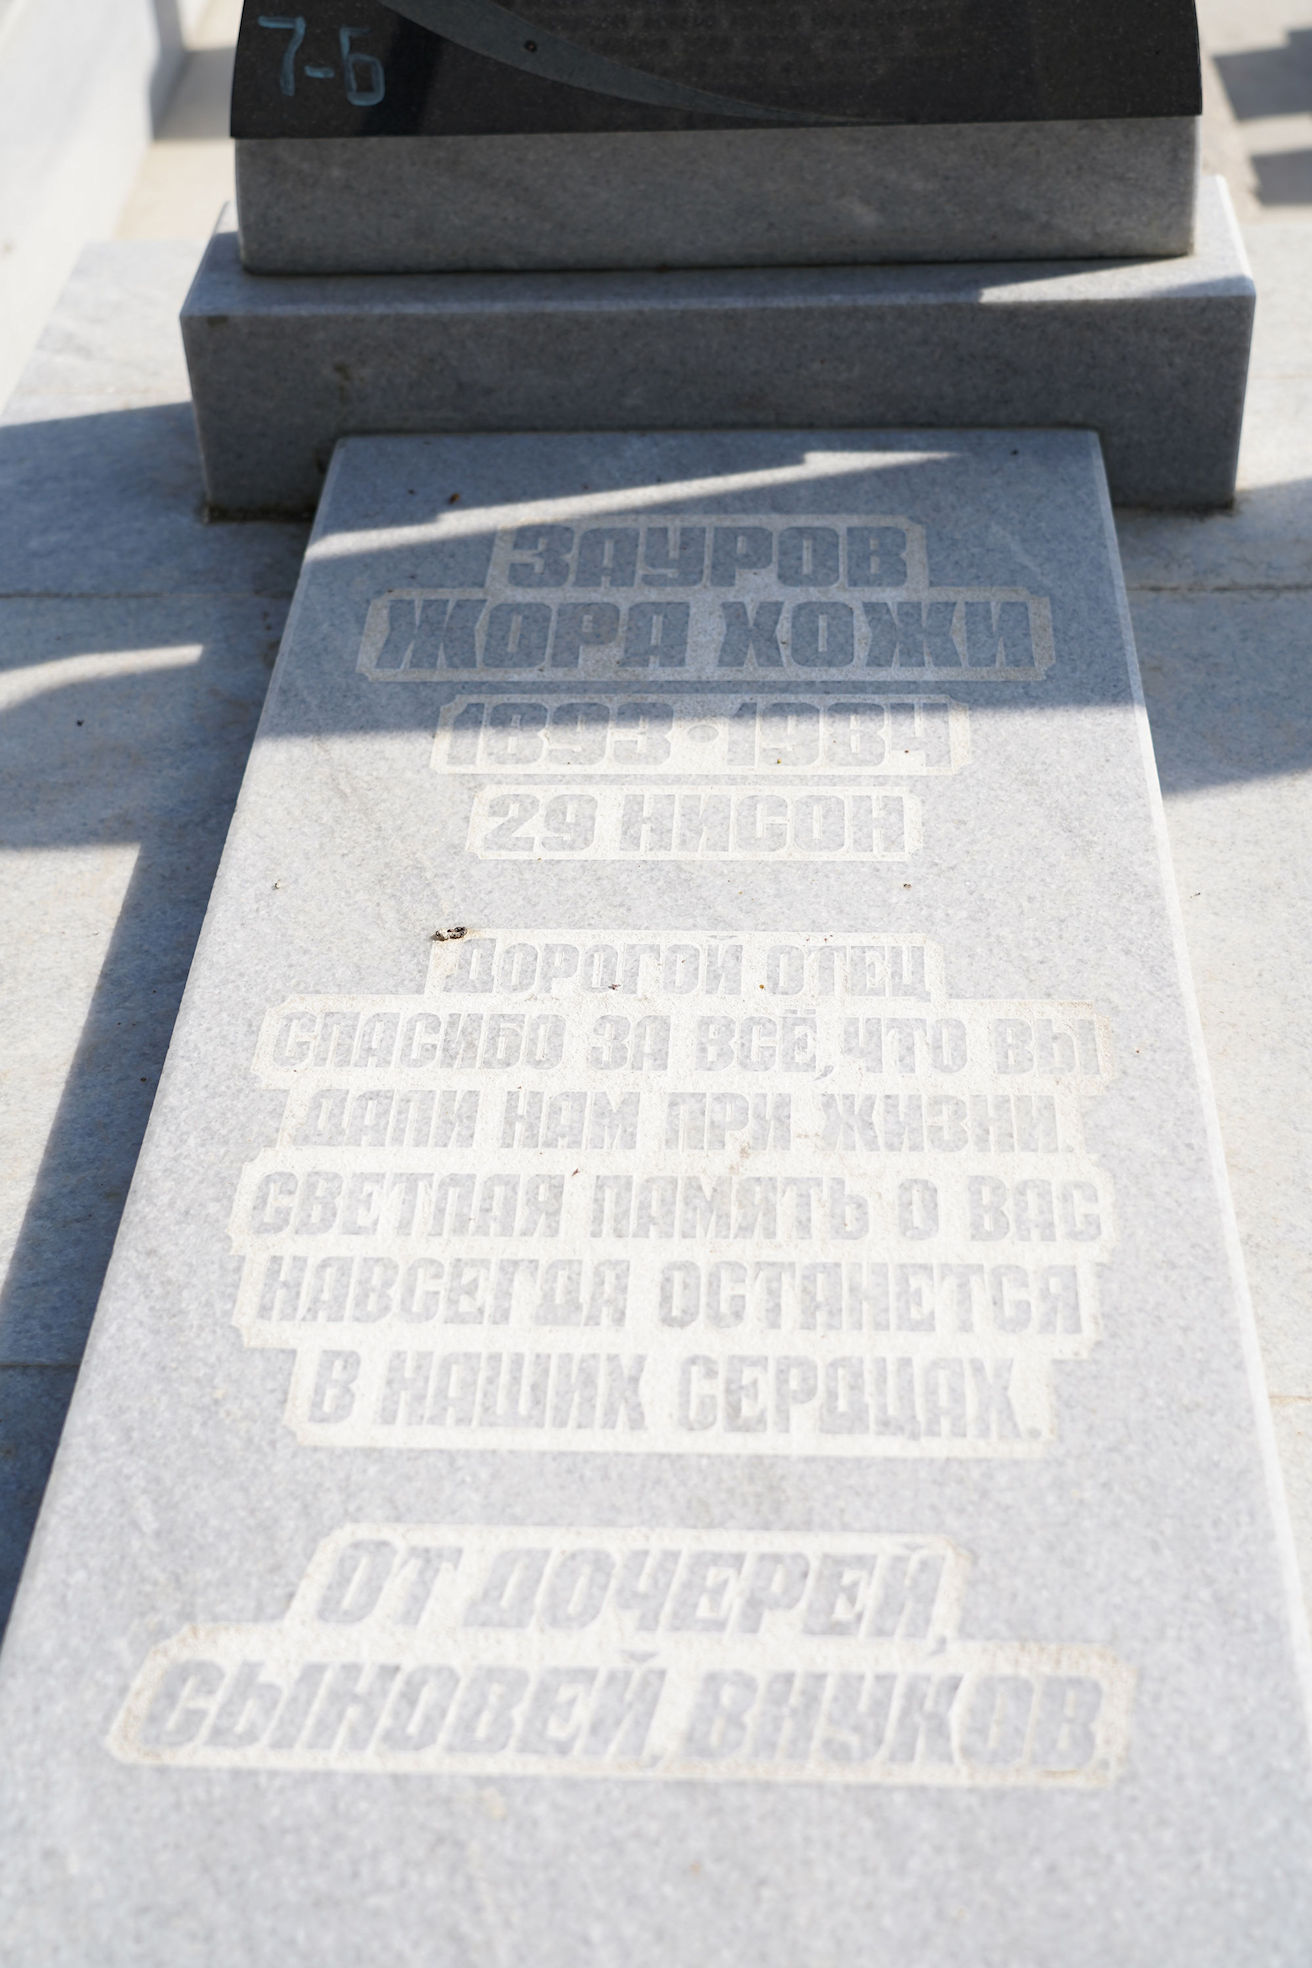 7-Б
ЗАУРОВ
ЖОРА ХОЖИ
1893•1984
29 НИСОН
ДОРОГОЙ ОТЕЦ
СПАСИБО ЗА ВСЁ, ЧТО ВЫ
ДАЛИ НАМ ПРИ ЖИЗНИ.
СВЕТЛАЯ ПАМЯТЬ О ВАС
НАВСЕГДА ОСТАНЕТСЯ
В НАШИХ СЕРДЦАХ.
ОТ ДОЧЕРЕЙ,
СЫНОВЕЙ, ВНУКОВ.